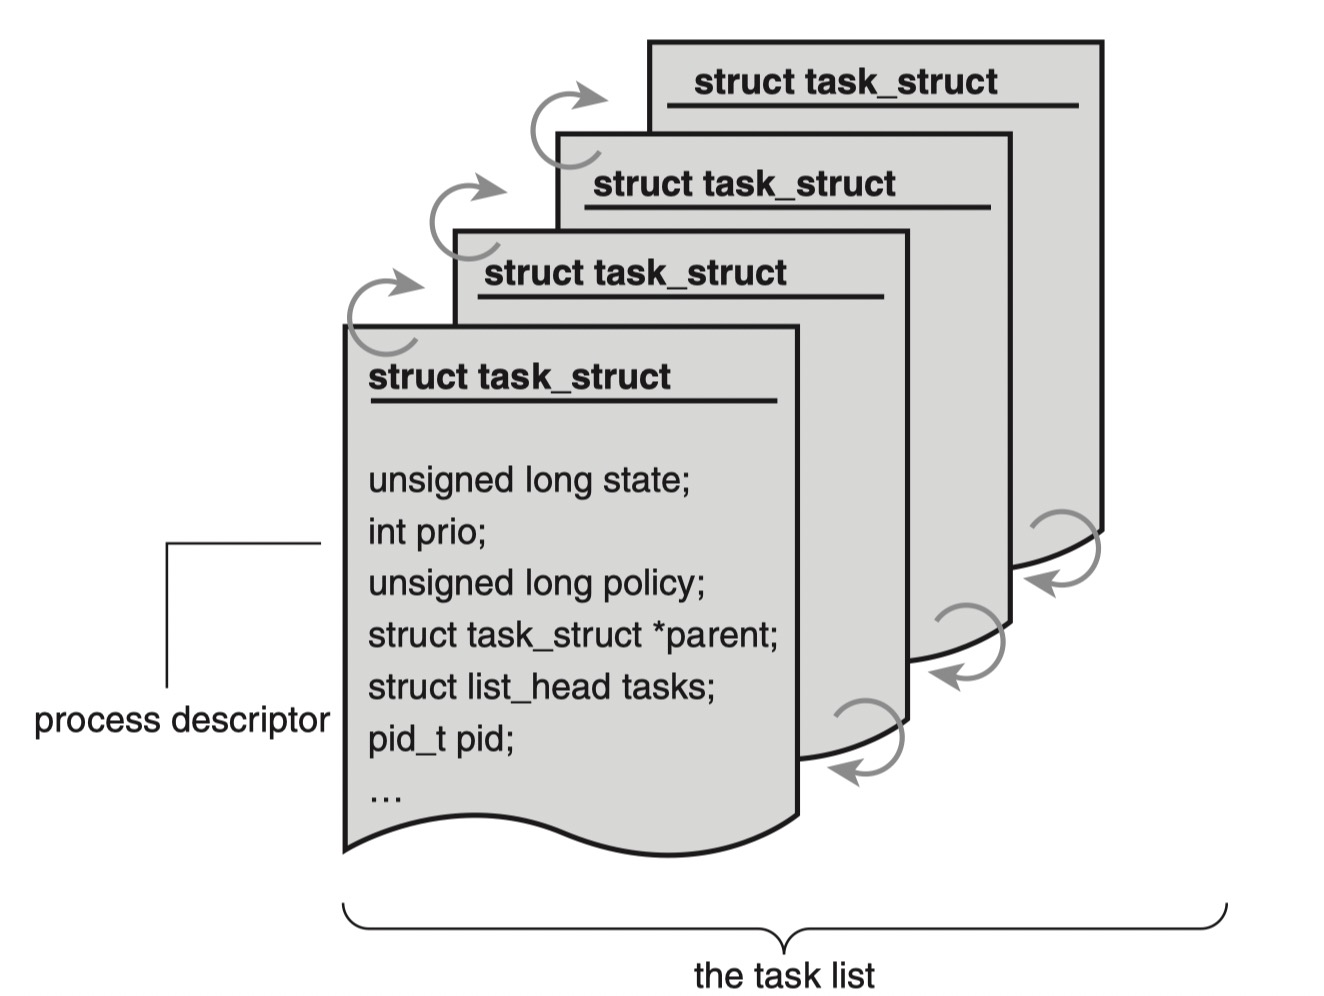 struct task_struct
struct task_struct
struct task_struct
struct task_struct
unsigned long state;
int prio;
unsigned long policy;
struct task_struct *parent;
struct list_head tasks;
pid_t pid;
...
process descriptor
the task list